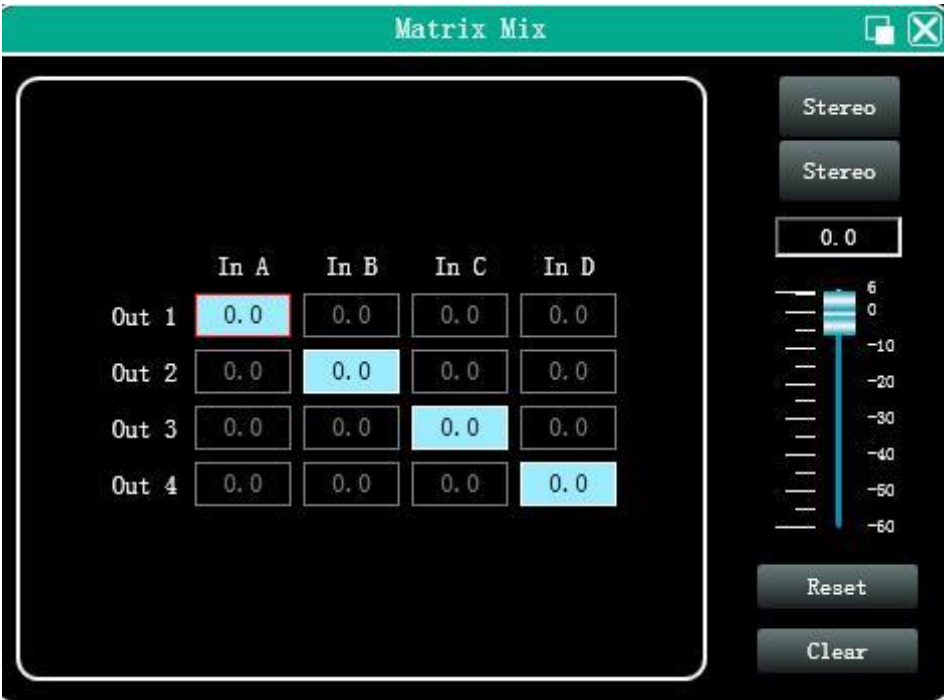 Matrix Mix
Stereo
Stereo
0.0
In A In B In C In D
Out 1 0.0 0.0 0.0 0.0
Out 2 0.0 0.0 0.0 0.0
Out 3 0.0 0.0 0.0 0.0
Out 4 0.0 0.0 0.0 0.0
6
0
-10
-20
-30
-40
-50
-60
Reset
Clear